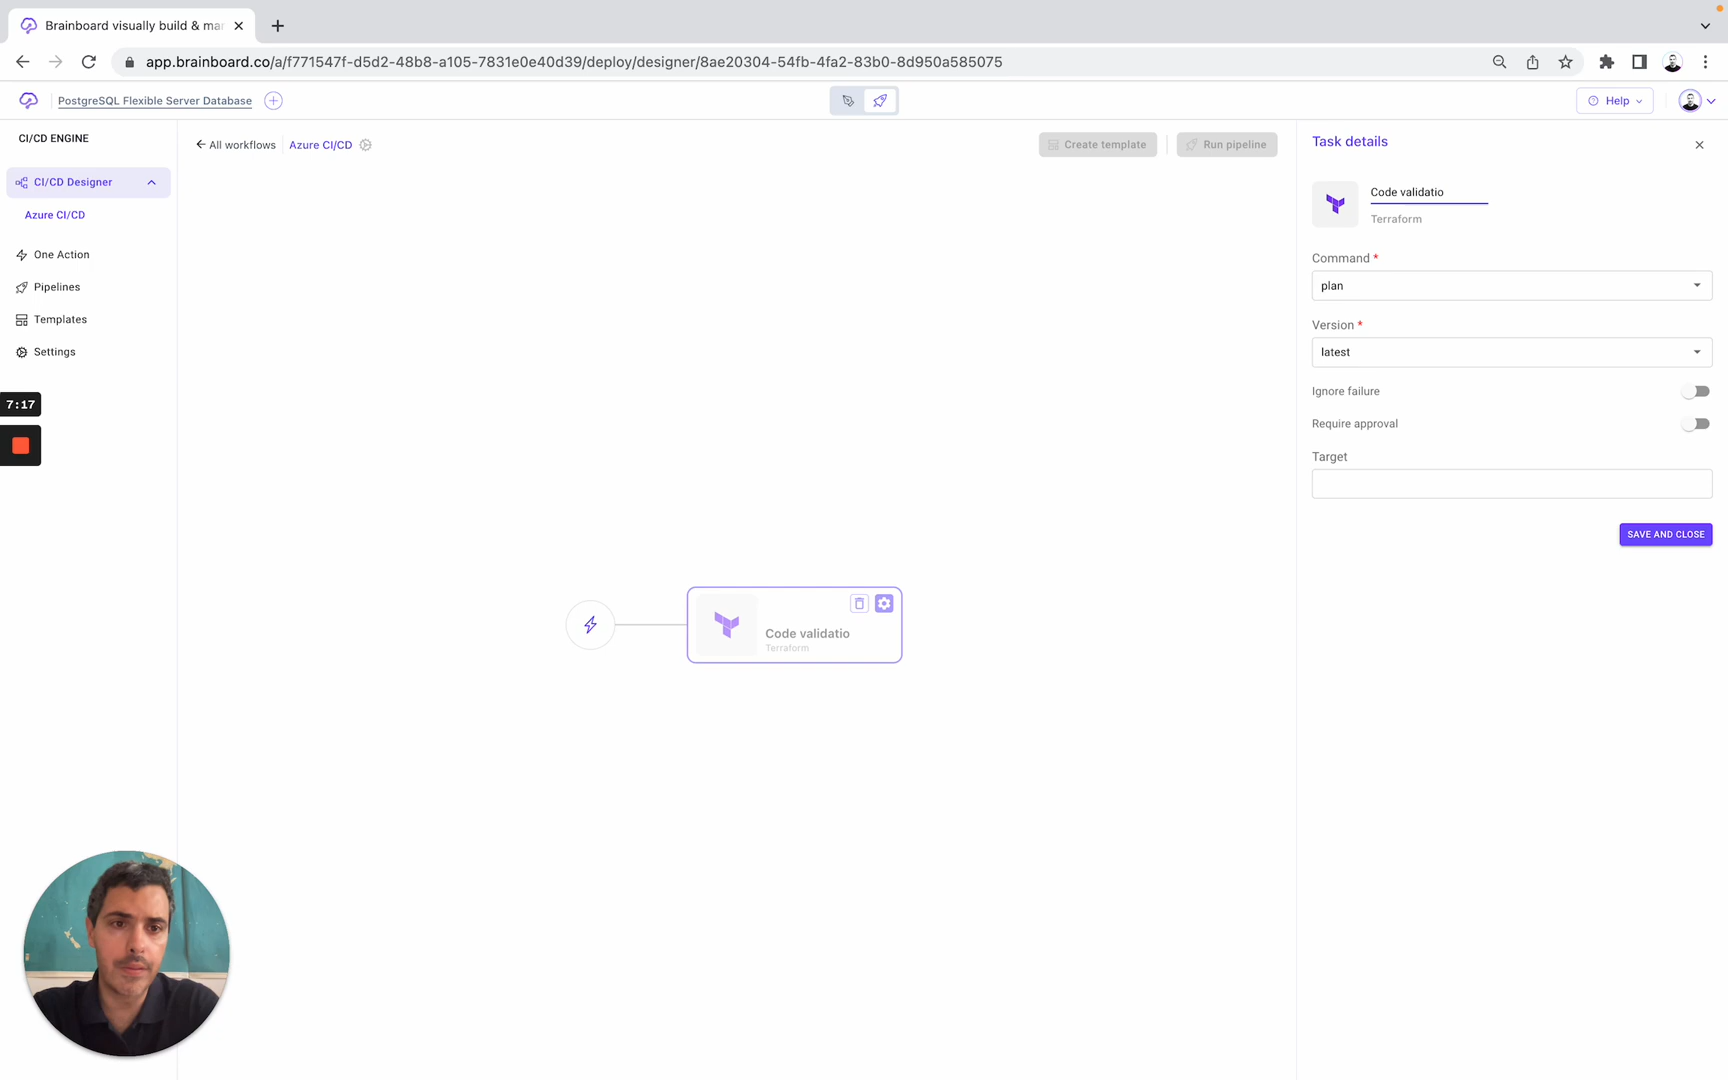 Brainboard visually build & mar
app.brainboard.co/a/f771547f-d5d2-48b8-a105-7831e0e40d39/deploy/designer/8ae20304-54fb-4fa2-83b0-8d950a585075
PostgreSQL Flexible Server Database
Help
CI/CD ENGINE
All workflows
Azure CI/CD
Create template
Run pipeline
Task details
CI/CD Designer
Azure CI/CD
One Action
Pipelines
Templates
Settings
7:17
Code validatio
Terraform
Command *
plan
Version *
latest
Ignore failure
Require approval
Target
SAVE AND CLOSE
Code validatio
Terraform